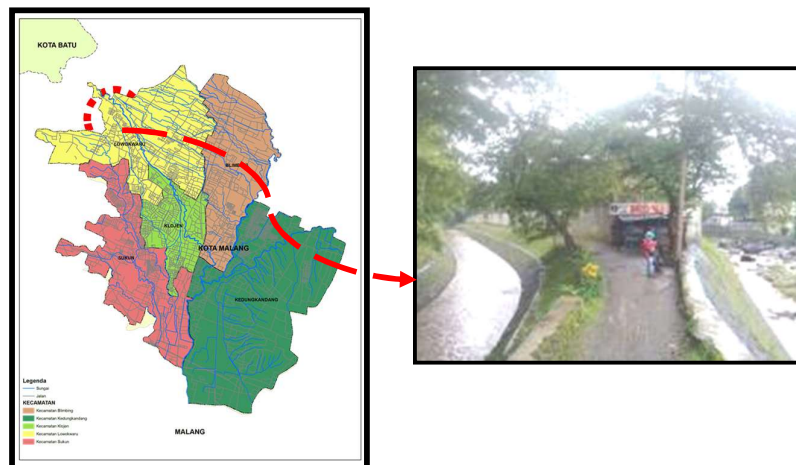 KOTA BATU
LOWOKWARU
BLIMBING
KLOJEN
KOTA MALANG
SUKUN
KEDUNGKANDANG
MALANG
Legenda
Sungai
Jalan
KECAMATAN
Kecamatan Blimbing
Kecamatan Kedungkandang
Kecamatan Klojen
Kecamatan Lowokwaru
Kecamatan Sukun